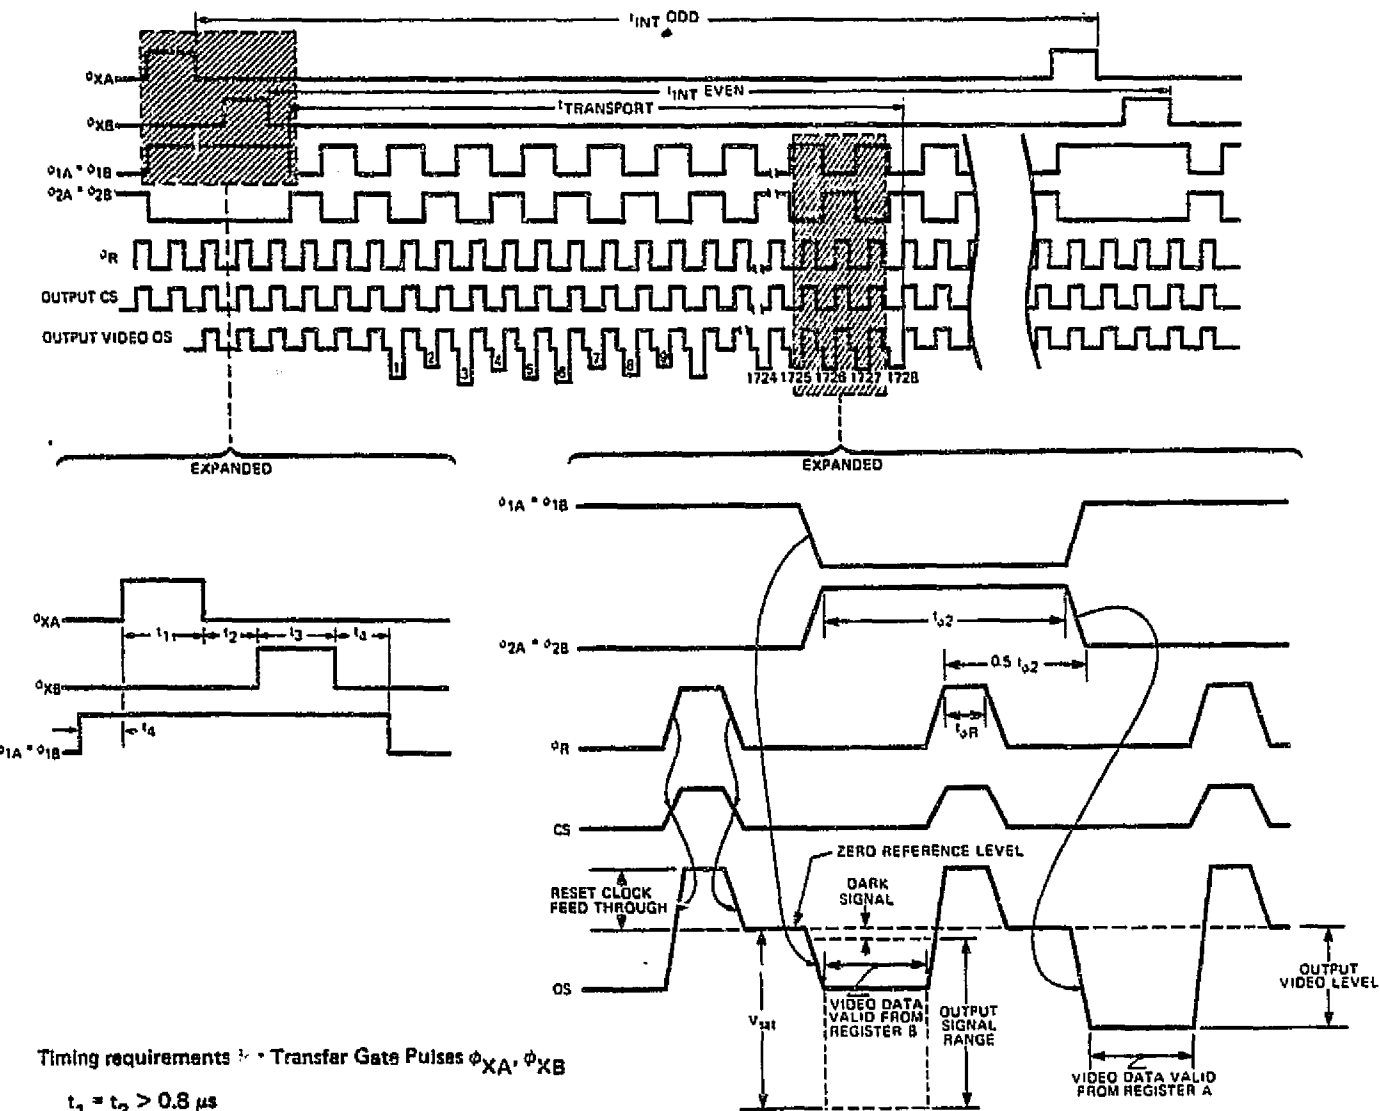 tINT ODD
φXA
tINT EVEN
tTRANSPORT
φXB
φ1A = φ1B
φ2A = φ2B
φR
OUTPUT CS
OUTPUT VIDEO OS
1 2 3 4 5 6 7 8 9 1724 1725 1726 1727 1728
EXPANDED
EXPANDED
φ1A = φ1B
φXA
t1 t2 t3 t4
φXB
t4
φ1A = φ1B
tφ2
φ2A = φ2B
0.5 tφ2
tφR
φR
CS
ZERO REFERENCE LEVEL
DARK
SIGNAL
RESET CLOCK
FEED THROUGH
OS
Vsat
VIDEO DATA
VALID FROM
REGISTER B
OUTPUT
SIGNAL
RANGE
OUTPUT
VIDEO LEVEL
VIDEO DATA VALID
FROM REGISTER A
Timing requirements Transfer Gate Pulses φXA, φXB
> 0.8 μs